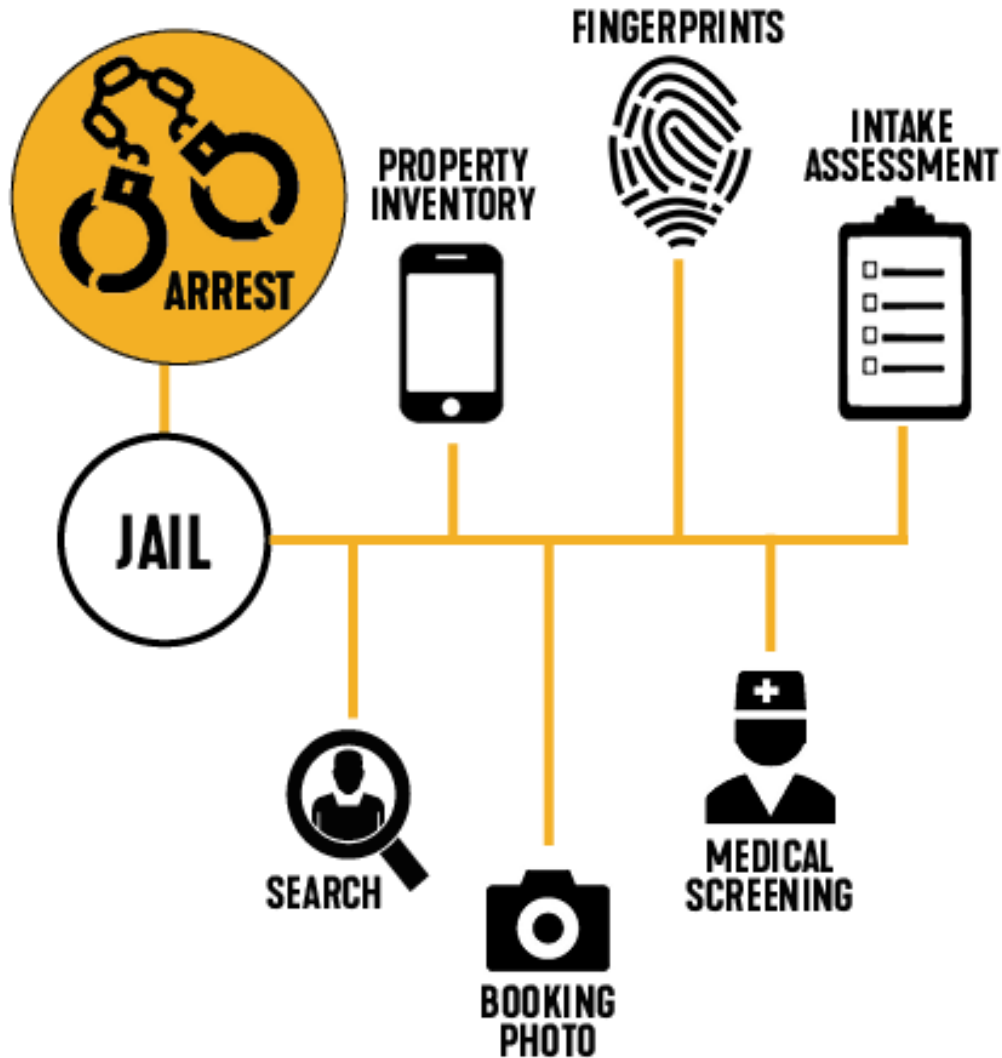 FINGERPRINTS
INTAKE
ASSESSMENT
PROPERTY
INVENTORY
ARREST
JAIL
SEARCH
MEDICAL
SCREENING
BOOKING
PHOTO